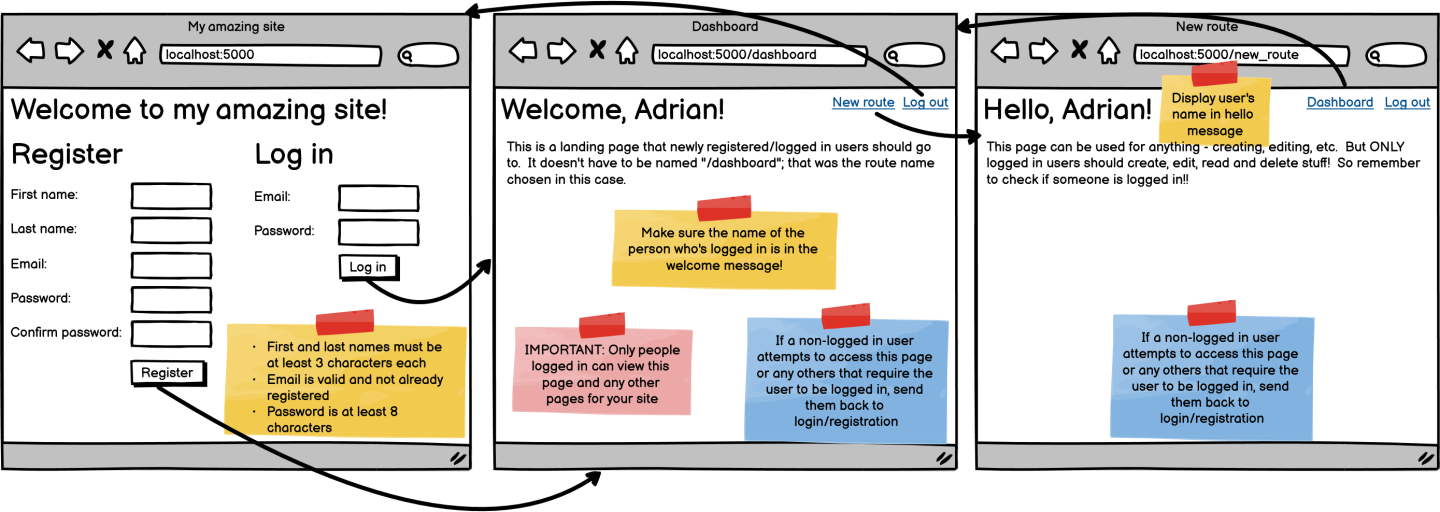 My amazing site
localhost:5000
Welcome to my amazing site!
Register
First name:
Last name:
Email:
Password:
Confirm password:
Register
Log in
Email:
Password:
Log in
· First and last names must be
at least 3 characters each
· Email is valid and not already
registered
· Password is at least 8
characters
Dashboard
localhost:5000/dashboard
Welcome, Adrian!
New route Log out
This is a landing page that newly registered/logged in users should go
to. It doesn't have to be named "/dashboard"; that was the route name
chosen in this case.
Make sure the name of the
person who's logged in is in the
welcome message!
IMPORTANT: Only people
logged in can view this
page and any other
pages for your site
If a non-logged in user
attempts to access this page
or any others that require the
user to be logged in, send
them back to
login/registration
New route
localhost:5000/new_route
Hello, Adrian!
Display user's
name in hello
message
Dashboard Log out
This page can be used for anything - creating, editing, etc. But ONLY
logged in users should create, edit, read and delete stuff! So remember
to check if someone is logged in!!
If a non-logged in user
attempts to access this page
or any others that require the
user to be logged in, send
them back to
login/registration